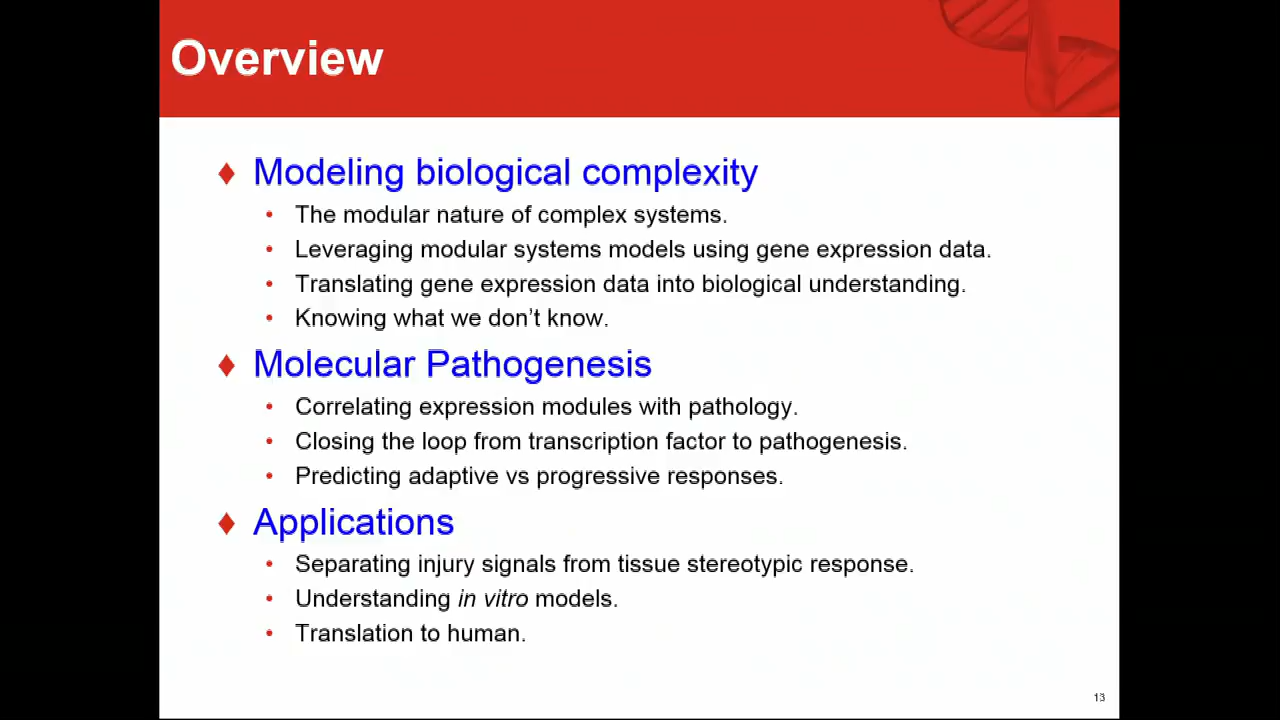 Overview
♦ Modeling biological complexity
• The modular nature of complex systems.
• Leveraging modular systems models using gene expression data.
• Translating gene expression data into biological understanding.
• Knowing what we don’t know.
♦ Molecular Pathogenesis
• Correlating expression modules with pathology.
• Closing the loop from transcription factor to pathogenesis.
• Predicting adaptive vs progressive responses.
♦ Applications
• Separating injury signals from tissue stereotypic response.
• Understanding in vitro models.
• Translation to human.
13